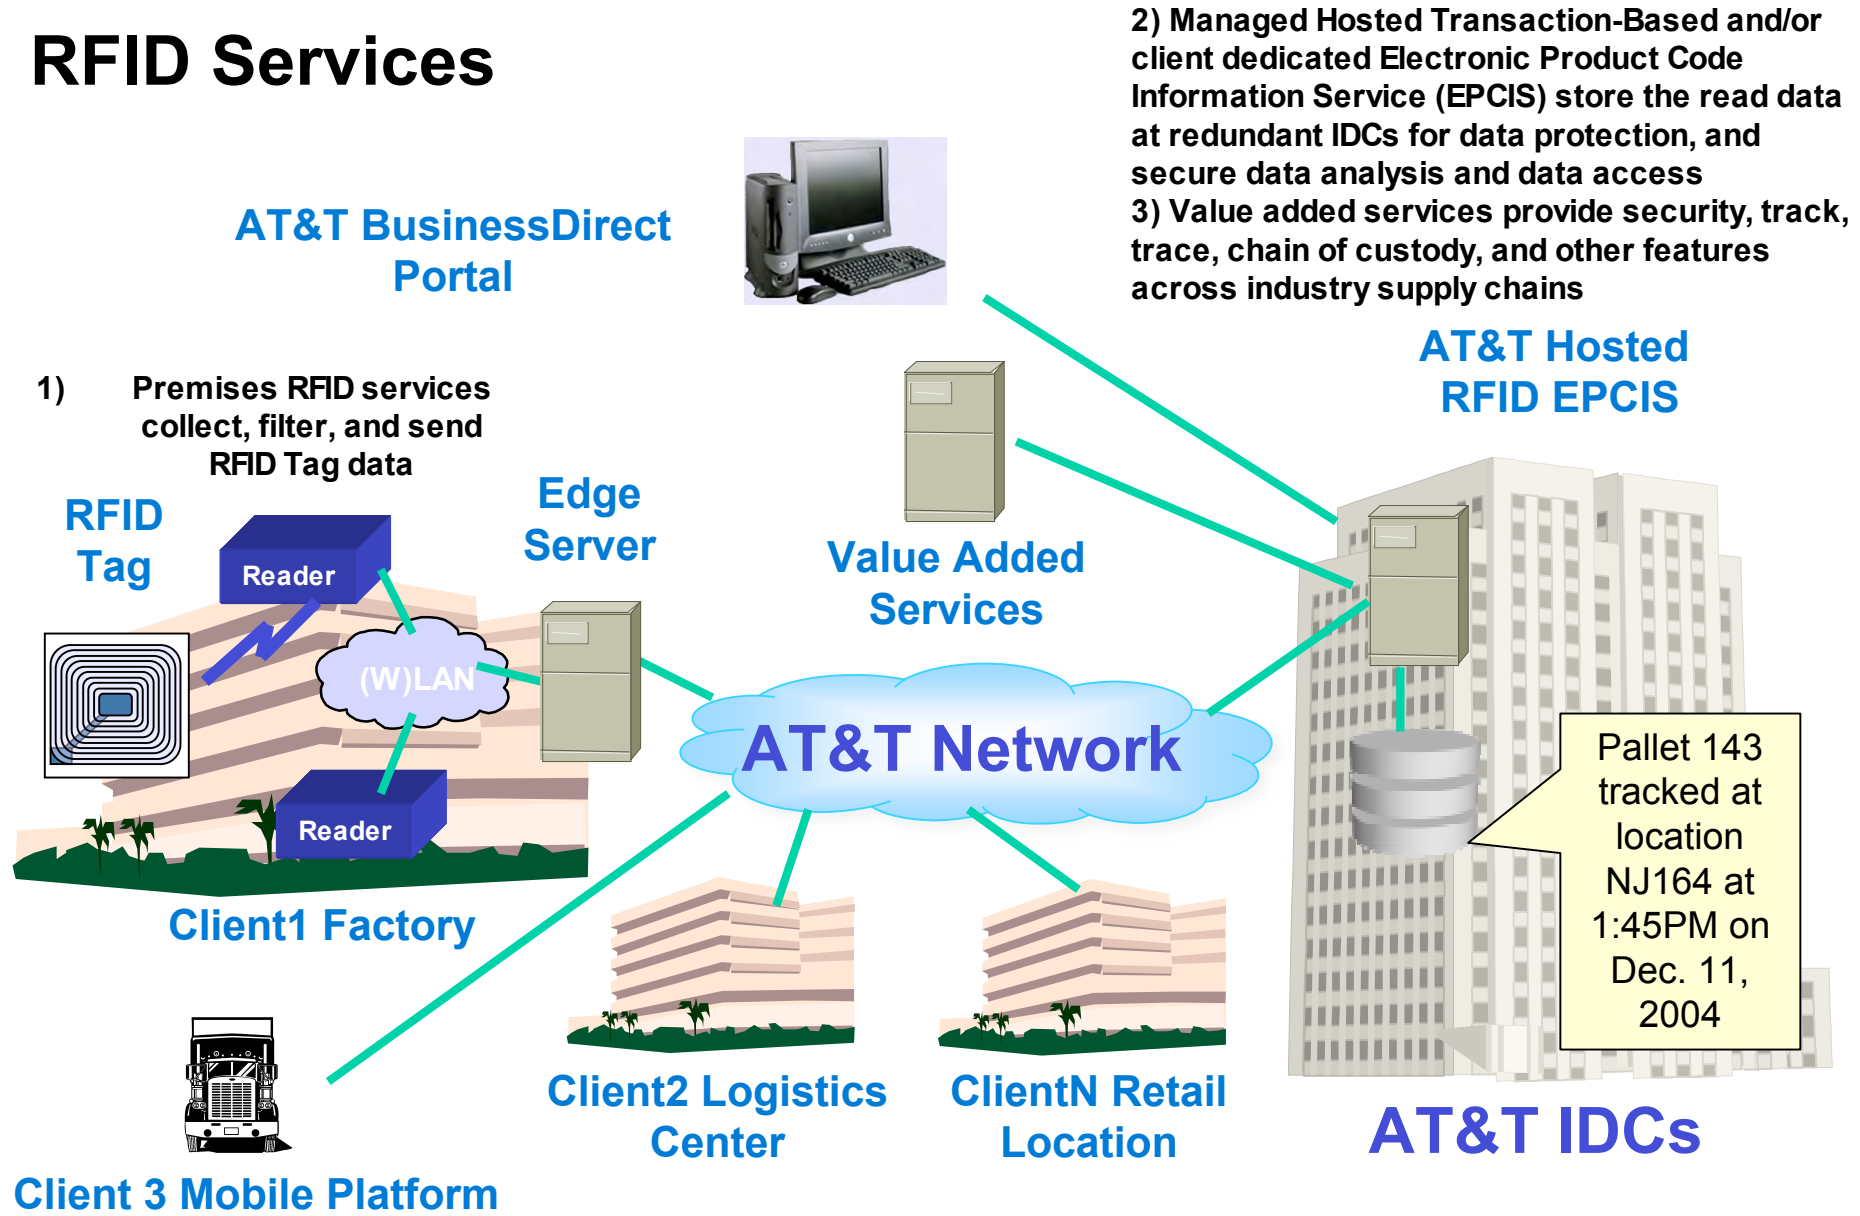 RFID Services
2) Managed Hosted Transaction-Based and/or
client dedicated Electronic Product Code
Information Service (EPCIS) store the read data
at redundant IDCs for data protection, and
secure data analysis and data access
3) Value added services provide security, track,
trace, chain of custody, and other features
across industry supply chains
AT&T BusinessDirect
Portal
AT&T Hosted
RFID EPCIS
1) Premises RFID services
collect, filter, and send
RFID Tag data
RFID
Tag
Reader
Edge
Server
Value Added
Services
(W)LAN
AT&T Network
Reader
Pallet 143
tracked at
location
NJ164 at
1:45PM on
Dec. 11,
2004
Client1 Factory
Client2 Logistics
Center
ClientN Retail
Location
AT&T IDCs
Client 3 Mobile Platform